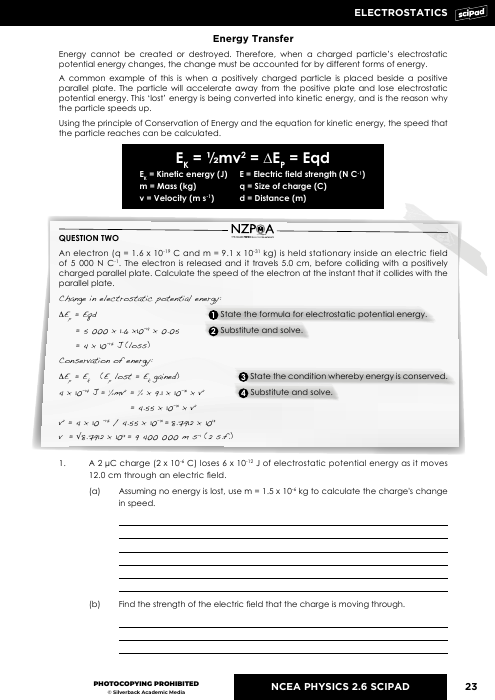 ELECTROSTATICS scipad
Energy Transfer
Energy cannot be created or destroyed. Therefore, when a charged particle's electrostatic
potential energy changes, the change must be accounted for by different forms of energy.
A common example of this is when a positively charged particle is placed beside a positive
parallel plate. The particle will accelerate away from the positive plate and lose electrostatic
potential energy. This 'lost' energy is being converted into kinetic energy, and is the reason why
the particle speeds up.
Using the principle of Conservation of Energy and the equation for kinetic energy, the speed that
the particle reaches can be calculated.
Eₖ = ½mv² = ∆Eₚ = Eqd
Eₖ = Kinetic energy (J) E = Electric field strength (N C⁻¹)
m = Mass (kg) q = Size of charge (C)
v = Velocity (m s⁻¹) d = Distance (m)
NZPQA
QUESTION TWO
An electron (q = 1.6 x 10⁻¹⁹ C and m = 9.1 x 10⁻³¹ kg) is held stationary inside an electric field
of 5 000 N C⁻¹. The electron is released and it travels 5.0 cm, before colliding with a positively
charged parallel plate. Calculate the speed of the electron at the instant that it collides with the
parallel plate.
Change in electrostatic potential energy:
∆Eₚ = Eqd 1 State the formula for electrostatic potential energy.
= 5 000 x 1.6 x10⁻¹⁹ x 0.05 2 Substitute and solve.
= 4 x 10⁻¹⁷ J (loss)
Conservation of energy:
∆Eₚ = Eₖ (Eₚ lost = Eₖ gained) 3 State the condition whereby energy is conserved.
4 x 10⁻¹⁷ J = ½mv² = ½ x 9.1 x 10⁻³¹ x v² 4 Substitute and solve.
= 4.55 x 10⁻³¹ x v²
v² = 4 x 10⁻¹⁷ / 4.55 x 10⁻³¹ = 8.7912 x 10¹³
v = √8.7912 x 10¹³ = 9 400 000 m s⁻¹ (2 s.f.)
1. A 2 µC charge (2 x 10⁻⁶ C) loses 6 x 10⁻¹² J of electrostatic potential energy as it moves
12.0 cm through an electric field.
(a) Assuming no energy is lost, use m = 1.5 x 10⁻⁶ kg to calculate the charge's change
in speed.
(b) Find the strength of the electric field that the charge is moving through.
PHOTOCOPYING PROHIBITED
© Silverback Academic Media
NCEA PHYSICS 2.6 SCIPAD 23